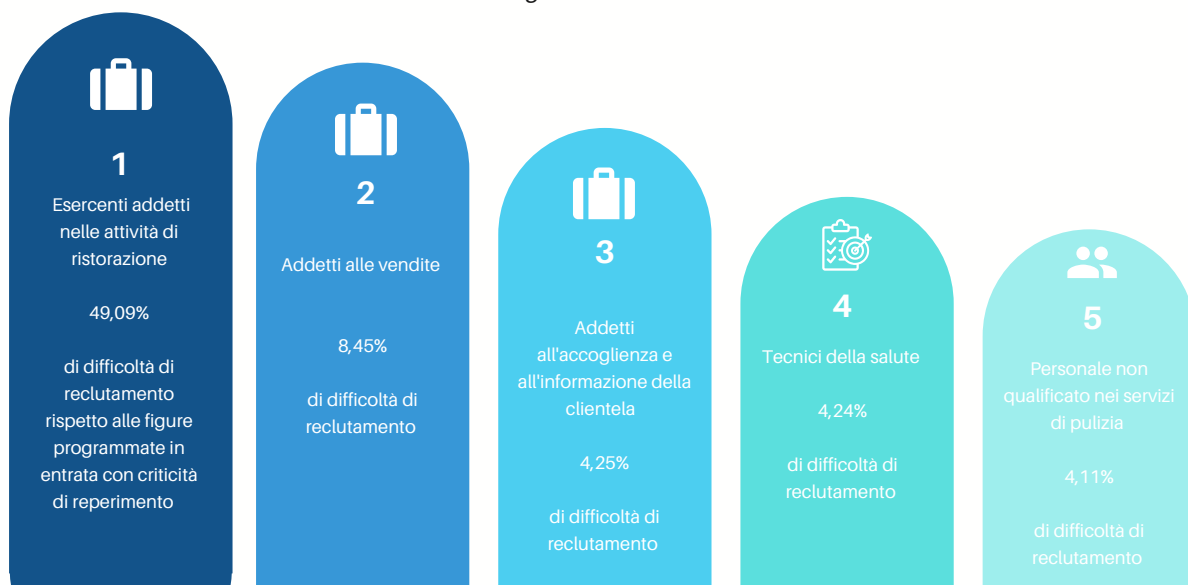 1
Esercenti addetti
nelle attività di
ristorazione
49,09%
di difficoltà di
reclutamento
rispetto alle figure
programmate in
entrata con criticità
di reperimento
2
Addetti alle vendite
8,45%
di difficoltà di
reclutamento
3
Addetti
all'accoglienza e
all'informazione della
clientela
4,25%
di difficoltà di
reclutamento
4
Tecnici della salute
4,24%
di difficoltà di
reclutamento
5
Personale non
qualificato nei servizi
di pulizia
4,11%
di difficoltà di
reclutamento